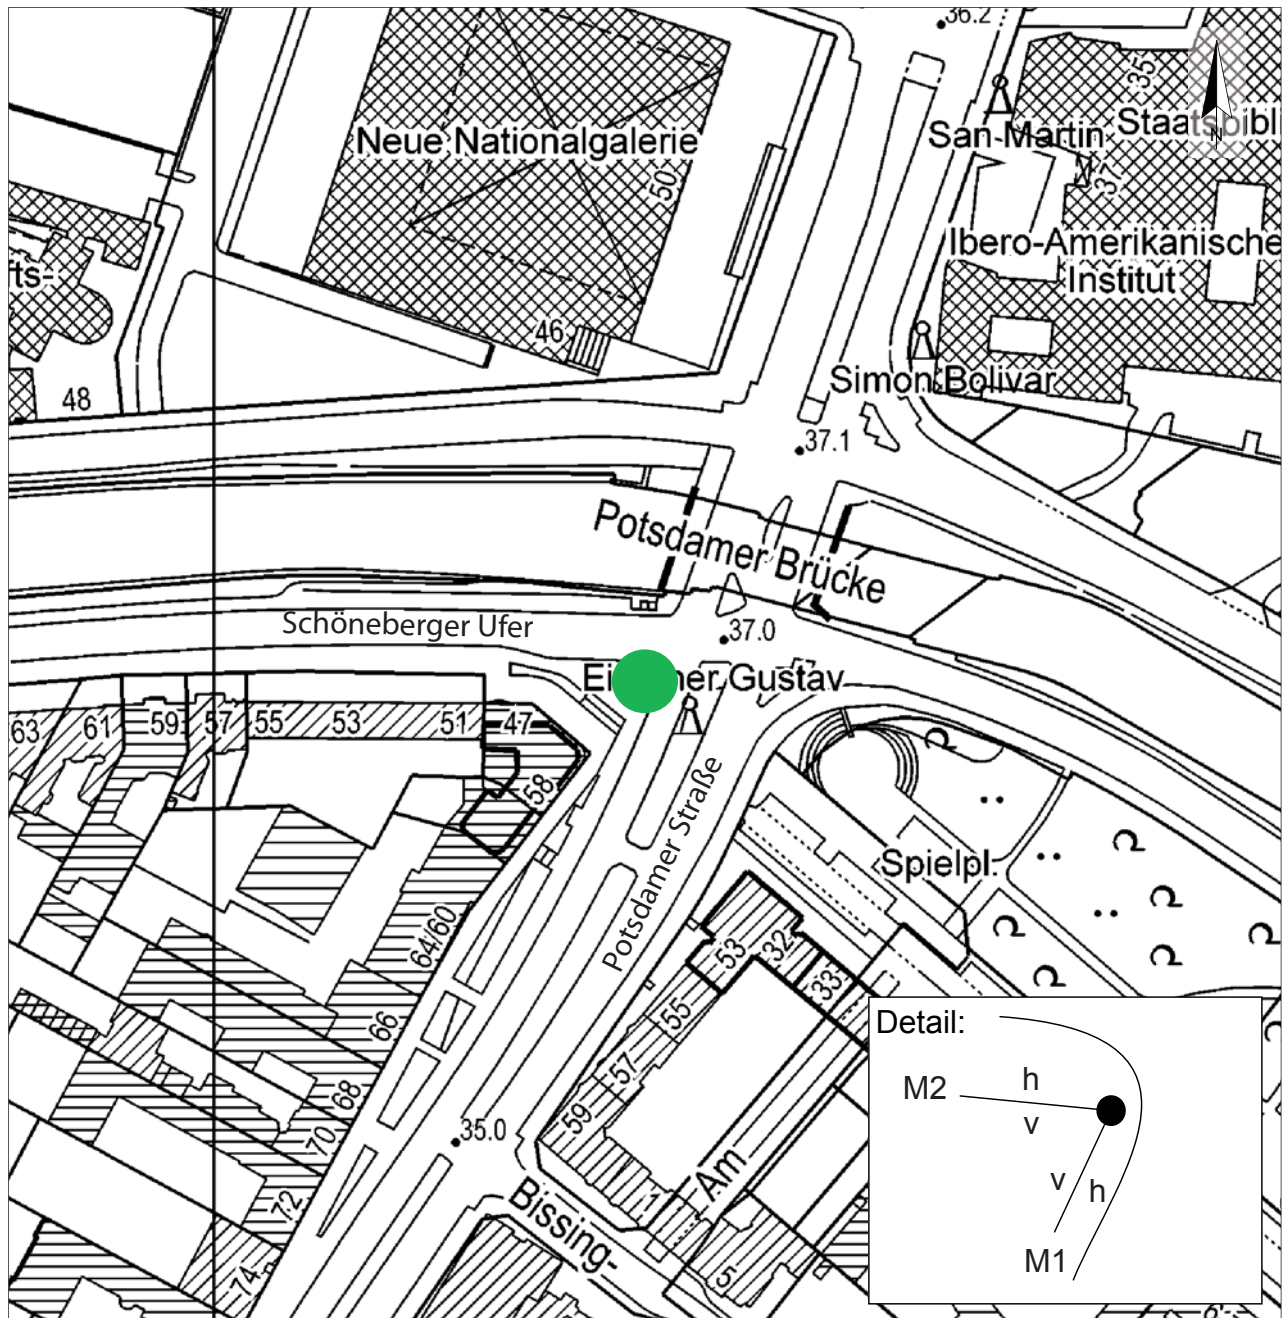 36.2
35
Neue Nationalgalerie
San Martin
Staatsbibl
N
50
37
Ibero-Amerikanische
Institut
fts-
46
Simon Bolivar
48
37.1
Potsdamer Brücke
Schöneberger Ufer
37.0
Gustav
63
61
59
57
55
53
51
47
58
Potsdamer Straße
Spielpl.
64/60
53
32
33
55
66
57
68
59
70
35.0
Am
72
Bissing-
74
5
Detail:
h
M2
v
v
h
M1